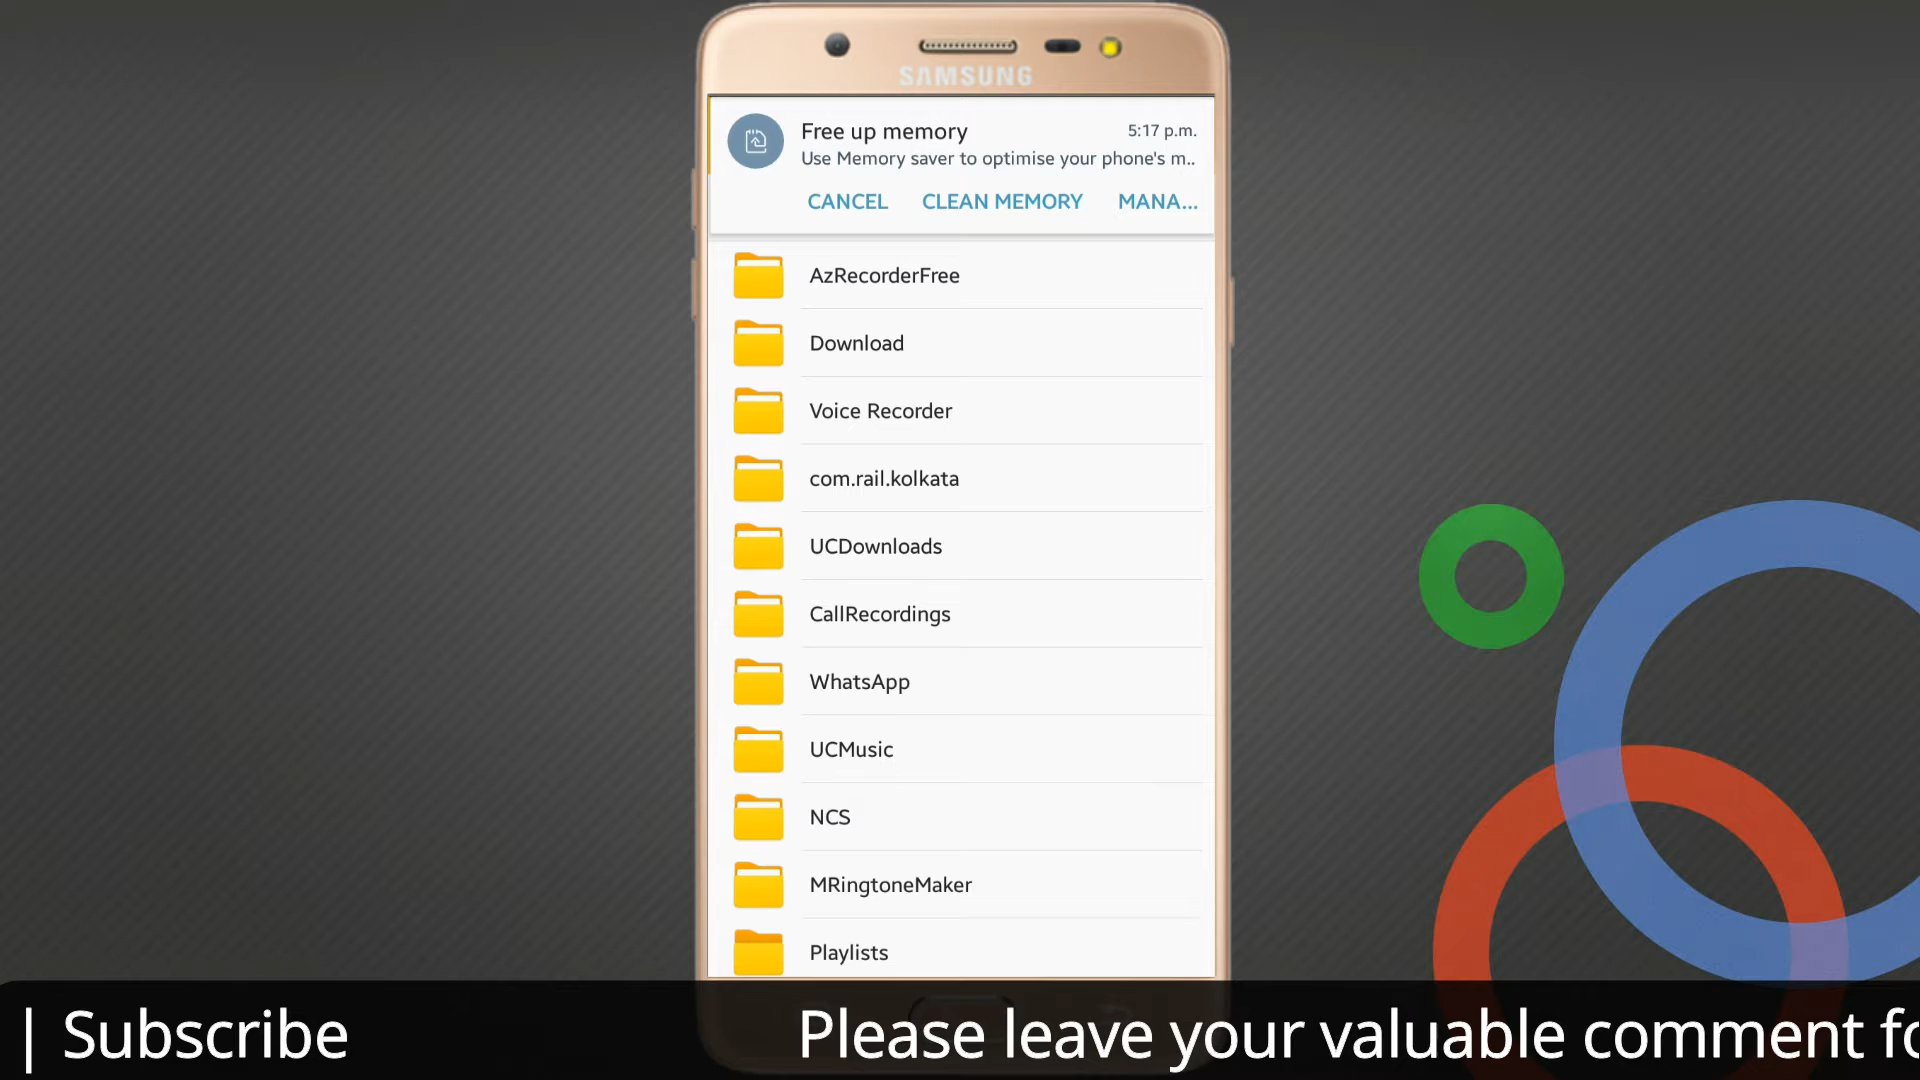 SAMSUNG
Free up memory 5:17 p.m.
Use Memory saver to optimise your phone's m..
CANCEL CLEAN MEMORY MANA...
AzRecorderFree
Download
Voice Recorder
com.rail.kolkata
UCDownloads
CallRecordings
WhatsApp
UCMusic
NCS
MRingtoneMaker
Playlists
| Subscribe Please leave your valuable comment fo